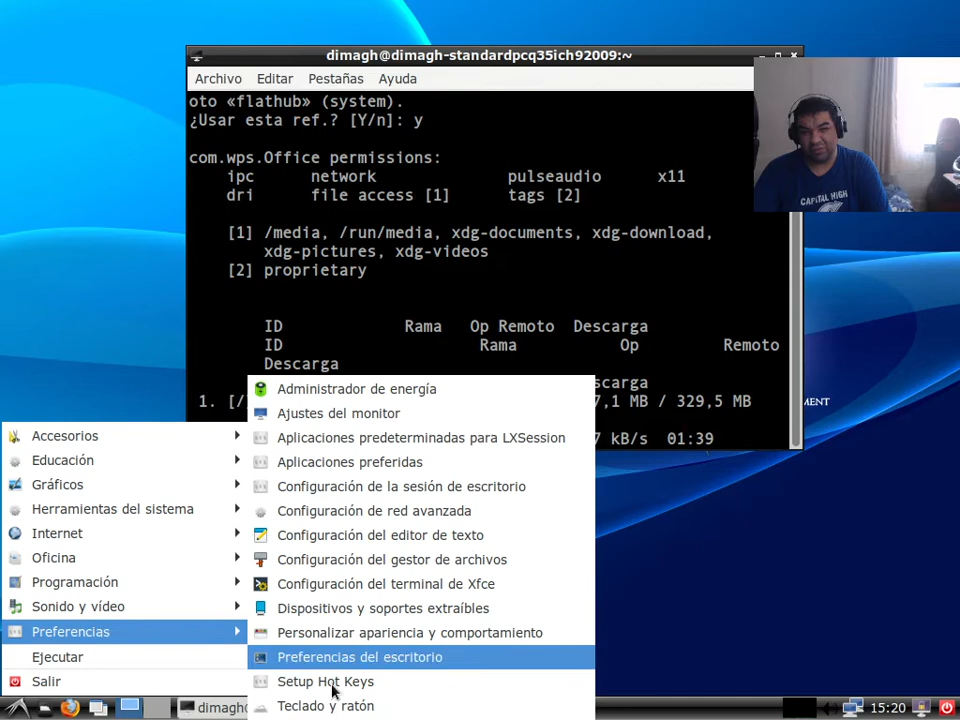 dimagh@dimagh-standardpcq35ich92009:~
Archivo Editar Pestañas Ayuda
oto «flathub» (system).
¿Usar esta ref.? [Y/n]: y
com.wps.Office permissions:
ipc network pulseaudio x11
dri file access [1] tags [2]
[1] /media, /run/media, xdg-documents, xdg-download,
xdg-pictures, xdg-videos
[2] proprietary
ID Rama Op Remoto Descarga
ID Rama Op Remoto
Descarga
scarga
1. [/ 7,1 MB / 329,5 MB
kB/s 01:39
MENT
CAPITAL HIGH
Accesorios
Educación
Gráficos
Herramientas del sistema
Internet
Oficina
Programación
Sonido y vídeo
Preferencias
Ejecutar
Salir
Administrador de energía
Ajustes del monitor
Aplicaciones predeterminadas para LXSession
Aplicaciones preferidas
Configuración de la sesión de escritorio
Configuración de red avanzada
Configuración del editor de texto
Configuración del gestor de archivos
Configuración del terminal de Xfce
Dispositivos y soportes extraíbles
Personalizar apariencia y comportamiento
Preferencias del escritorio
Setup Hot Keys
Teclado y ratón
dimagh
15:20